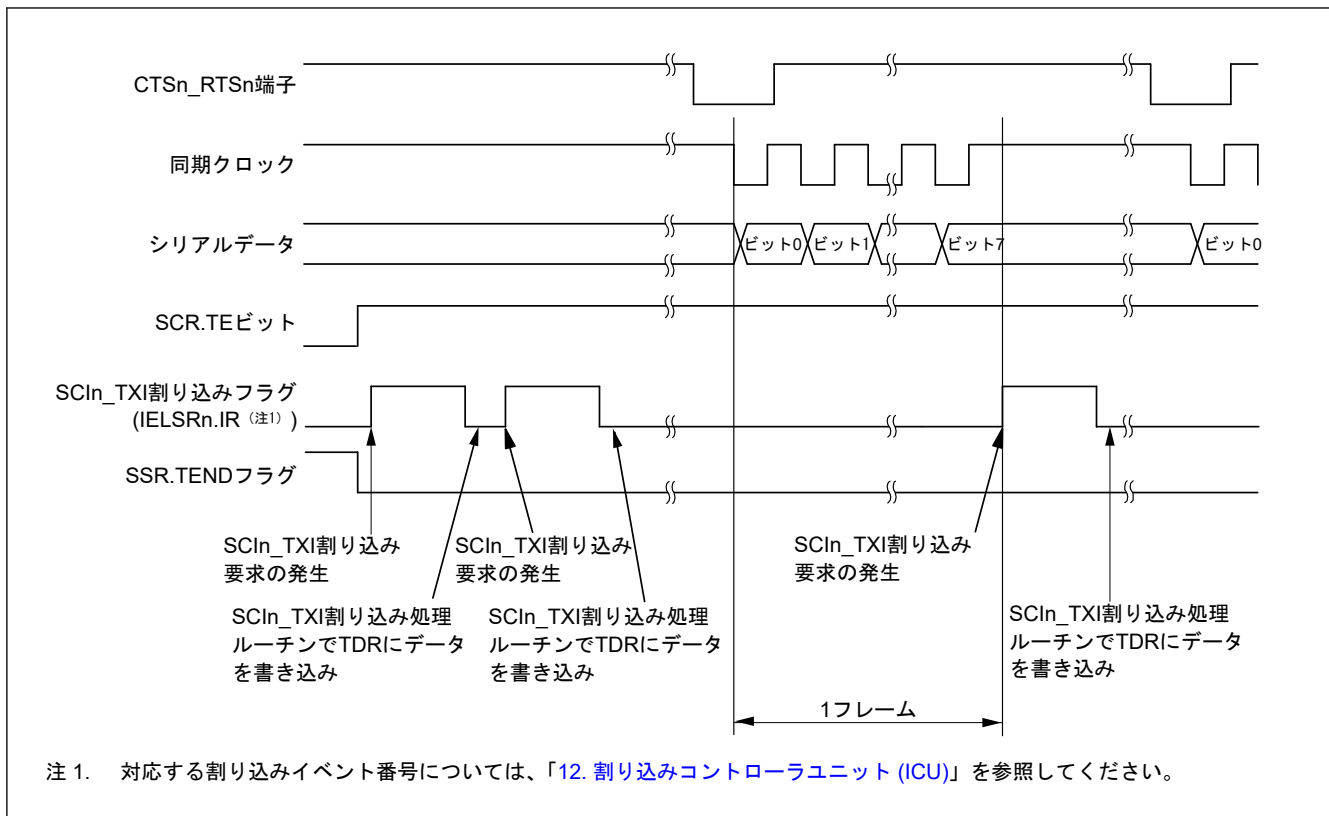 CTSn_RTSn端子
同期クロック
シリアルデータ
ビット0
ビット1
ビット7
ビット0
SCR.TEビット
SCIn_TXI割り込みフラグ
(IELSRn.IR（注1）)
SSR.TENDフラグ
SCIn_TXI割り込み
要求の発生
SCIn_TXI割り込み
要求の発生
SCIn_TXI割り込み
要求の発生
SCIn_TXI割り込み処理
ルーチンでTDRにデータ
を書き込み
SCIn_TXI割り込み処理
ルーチンでTDRにデータ
を書き込み
SCIn_TXI割り込み処理
ルーチンでTDRにデータ
を書き込み
1フレーム
注 1. 対応する割り込みイベント番号については、「12. 割り込みコントローラユニット (ICU)」を参照してください。